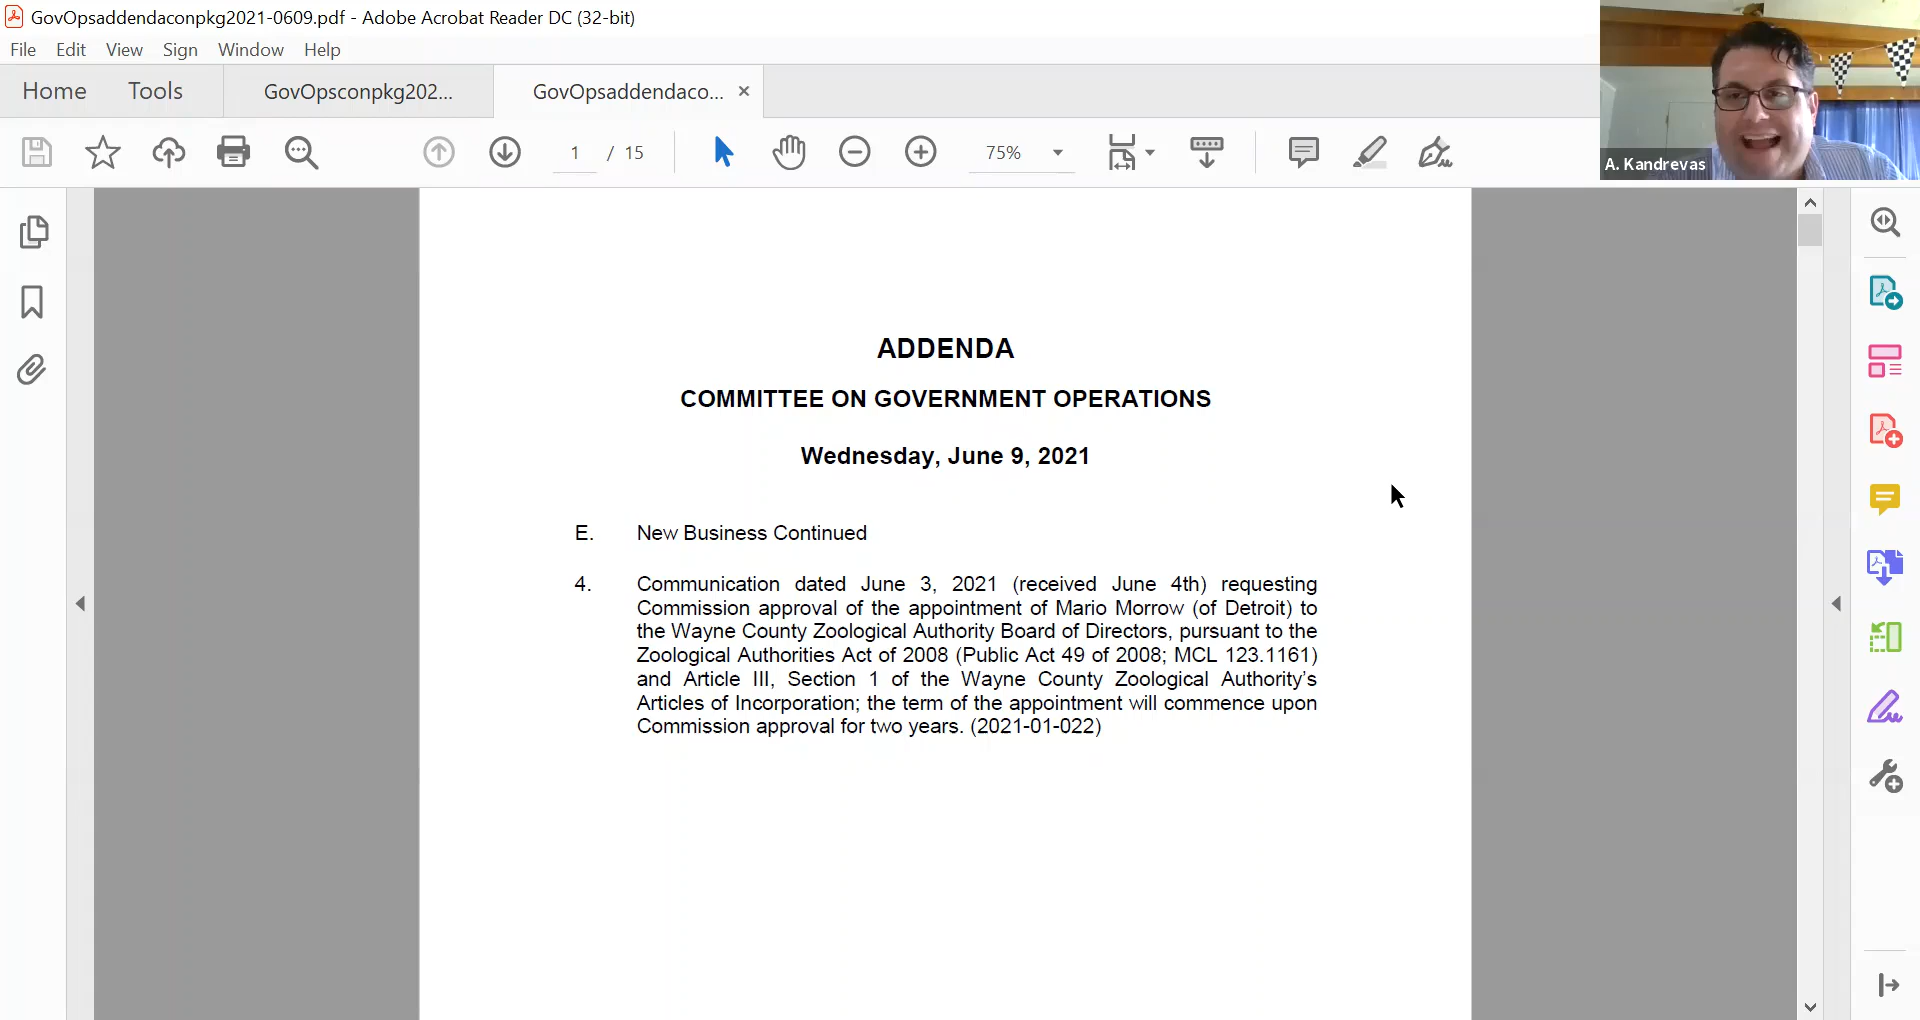 GovOpsaddendaconpkg2021-0609.pdf - Adobe Acrobat Reader DC (32-bit)
File Edit View Sign Window Help
Home Tools GovOpsconpkg202... GovOpsaddendaco... ×
1 / 15 75%
A. Kandrevas
ADDENDA
COMMITTEE ON GOVERNMENT OPERATIONS
Wednesday, June 9, 2021
E. New Business Continued
4. Communication dated June 3, 2021 (received June 4th) requesting
Commission approval of the appointment of Mario Morrow (of Detroit) to
the Wayne County Zoological Authority Board of Directors, pursuant to the
Zoological Authorities Act of 2008 (Public Act 49 of 2008; MCL 123.1161)
and Article III, Section 1 of the Wayne County Zoological Authority's
Articles of Incorporation; the term of the appointment will commence upon
Commission approval for two years. (2021-01-022)